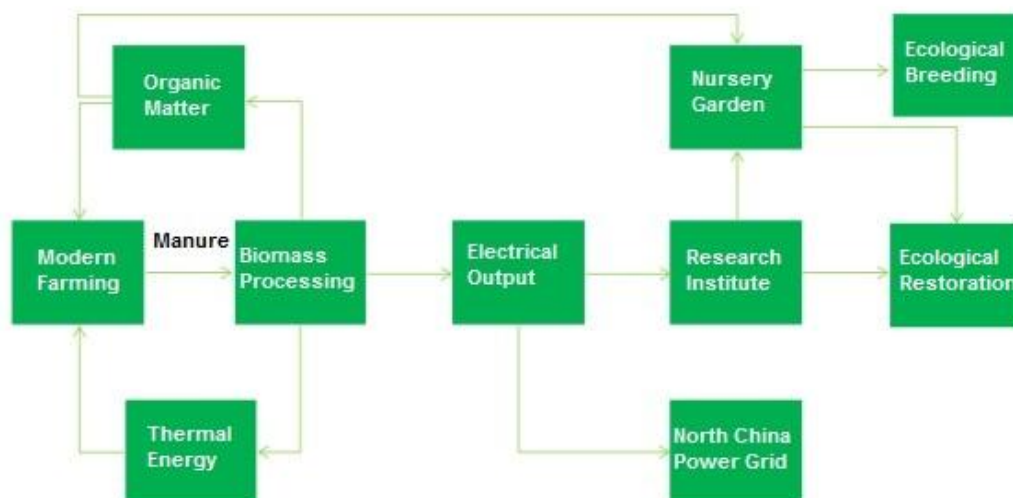 Organic
Matter
Nursery
Garden
Ecological
Breeding
Modern
Farming
Manure
Biomass
Processing
Electrical
Output
Research
Institute
Ecological
Restoration
Thermal
Energy
North China
Power Grid